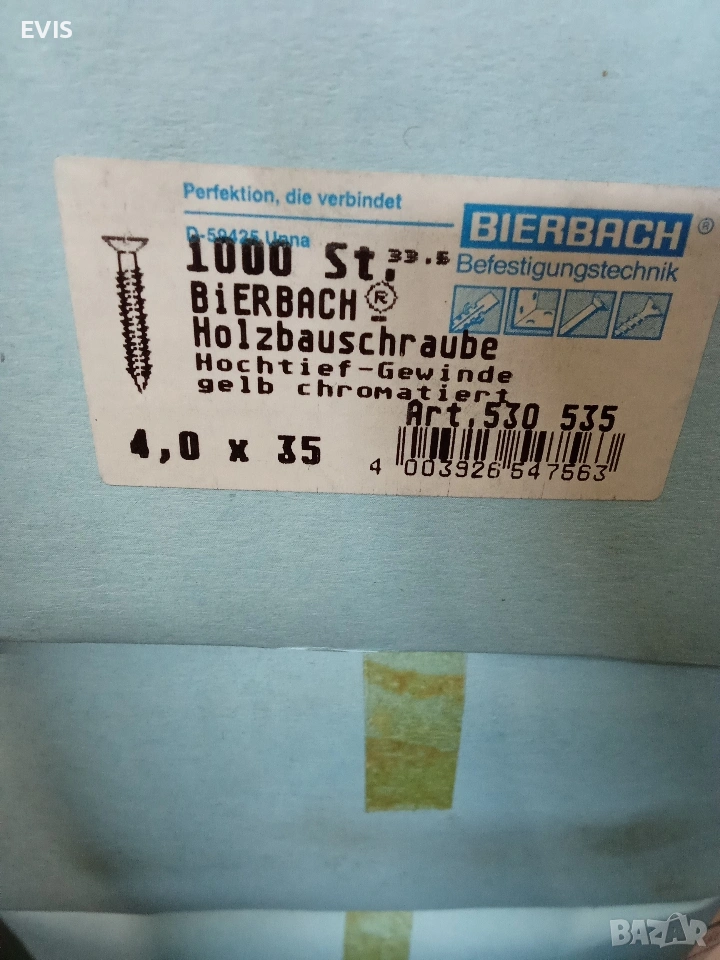 EVIS
Perfektion, die verbindet
D-59425 Unna
BIERBACH ®
Befestigungstechnik
1000 St.
BiERBACH ®
Holzbauschraube
Hochtief-Gewinde
gelb chromatiert
Art.530 535
4,0 x 35
4 003926 547563
BAZAR